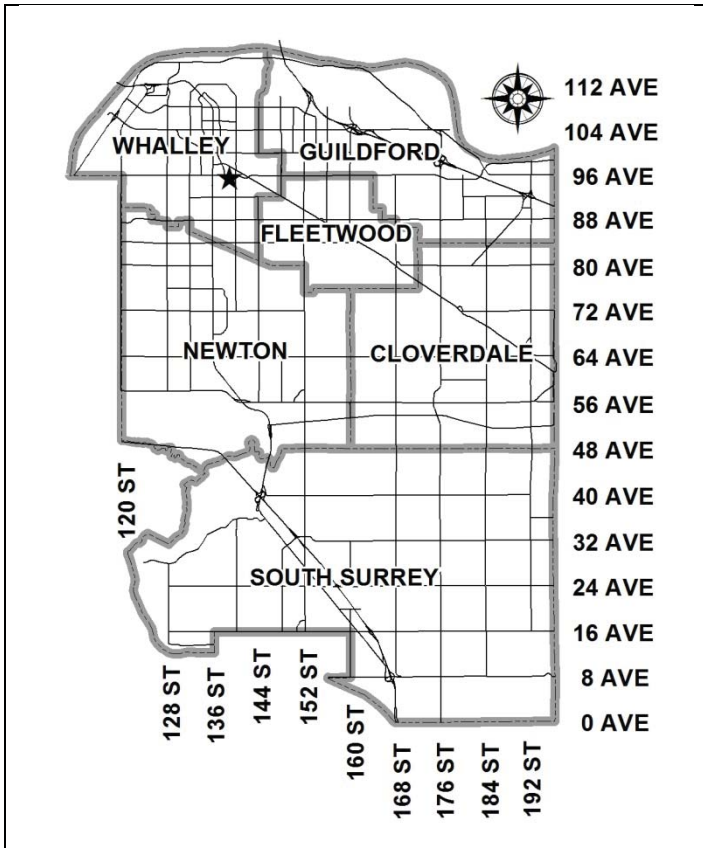 112 AVE
104 AVE
WHALLEY
GUILDFORD
96 AVE
88 AVE
FLEETWOOD
80 AVE
72 AVE
NEWTON
CLOVERDALE
64 AVE
56 AVE
48 AVE
120 ST
40 AVE
32 AVE
SOUTH SURREY
24 AVE
16 AVE
128 ST
136 ST
144 ST
152 ST
8 AVE
160 ST
0 AVE
168 ST
176 ST
184 ST
192 ST